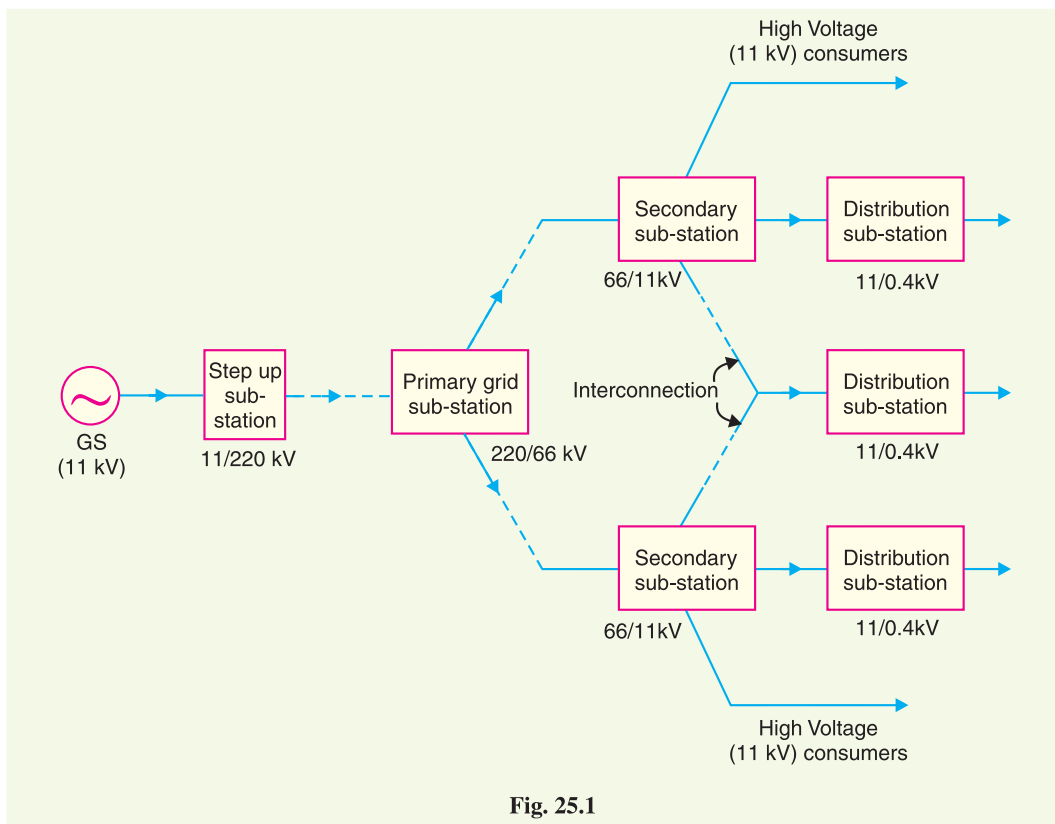 High Voltage
(11 kV) consumers
Secondary
sub-station
66/11kV
Distribution
sub-station
11/0.4kV
GS
(11 kV)
Step up
sub-
station
11/220 kV
Primary grid
sub-station
220/66 kV
Interconnection
Distribution
sub-station
11/0.4kV
Secondary
sub-station
66/11kV
Distribution
sub-station
11/0.4kV
High Voltage
(11 kV) consumers
Fig. 25.1